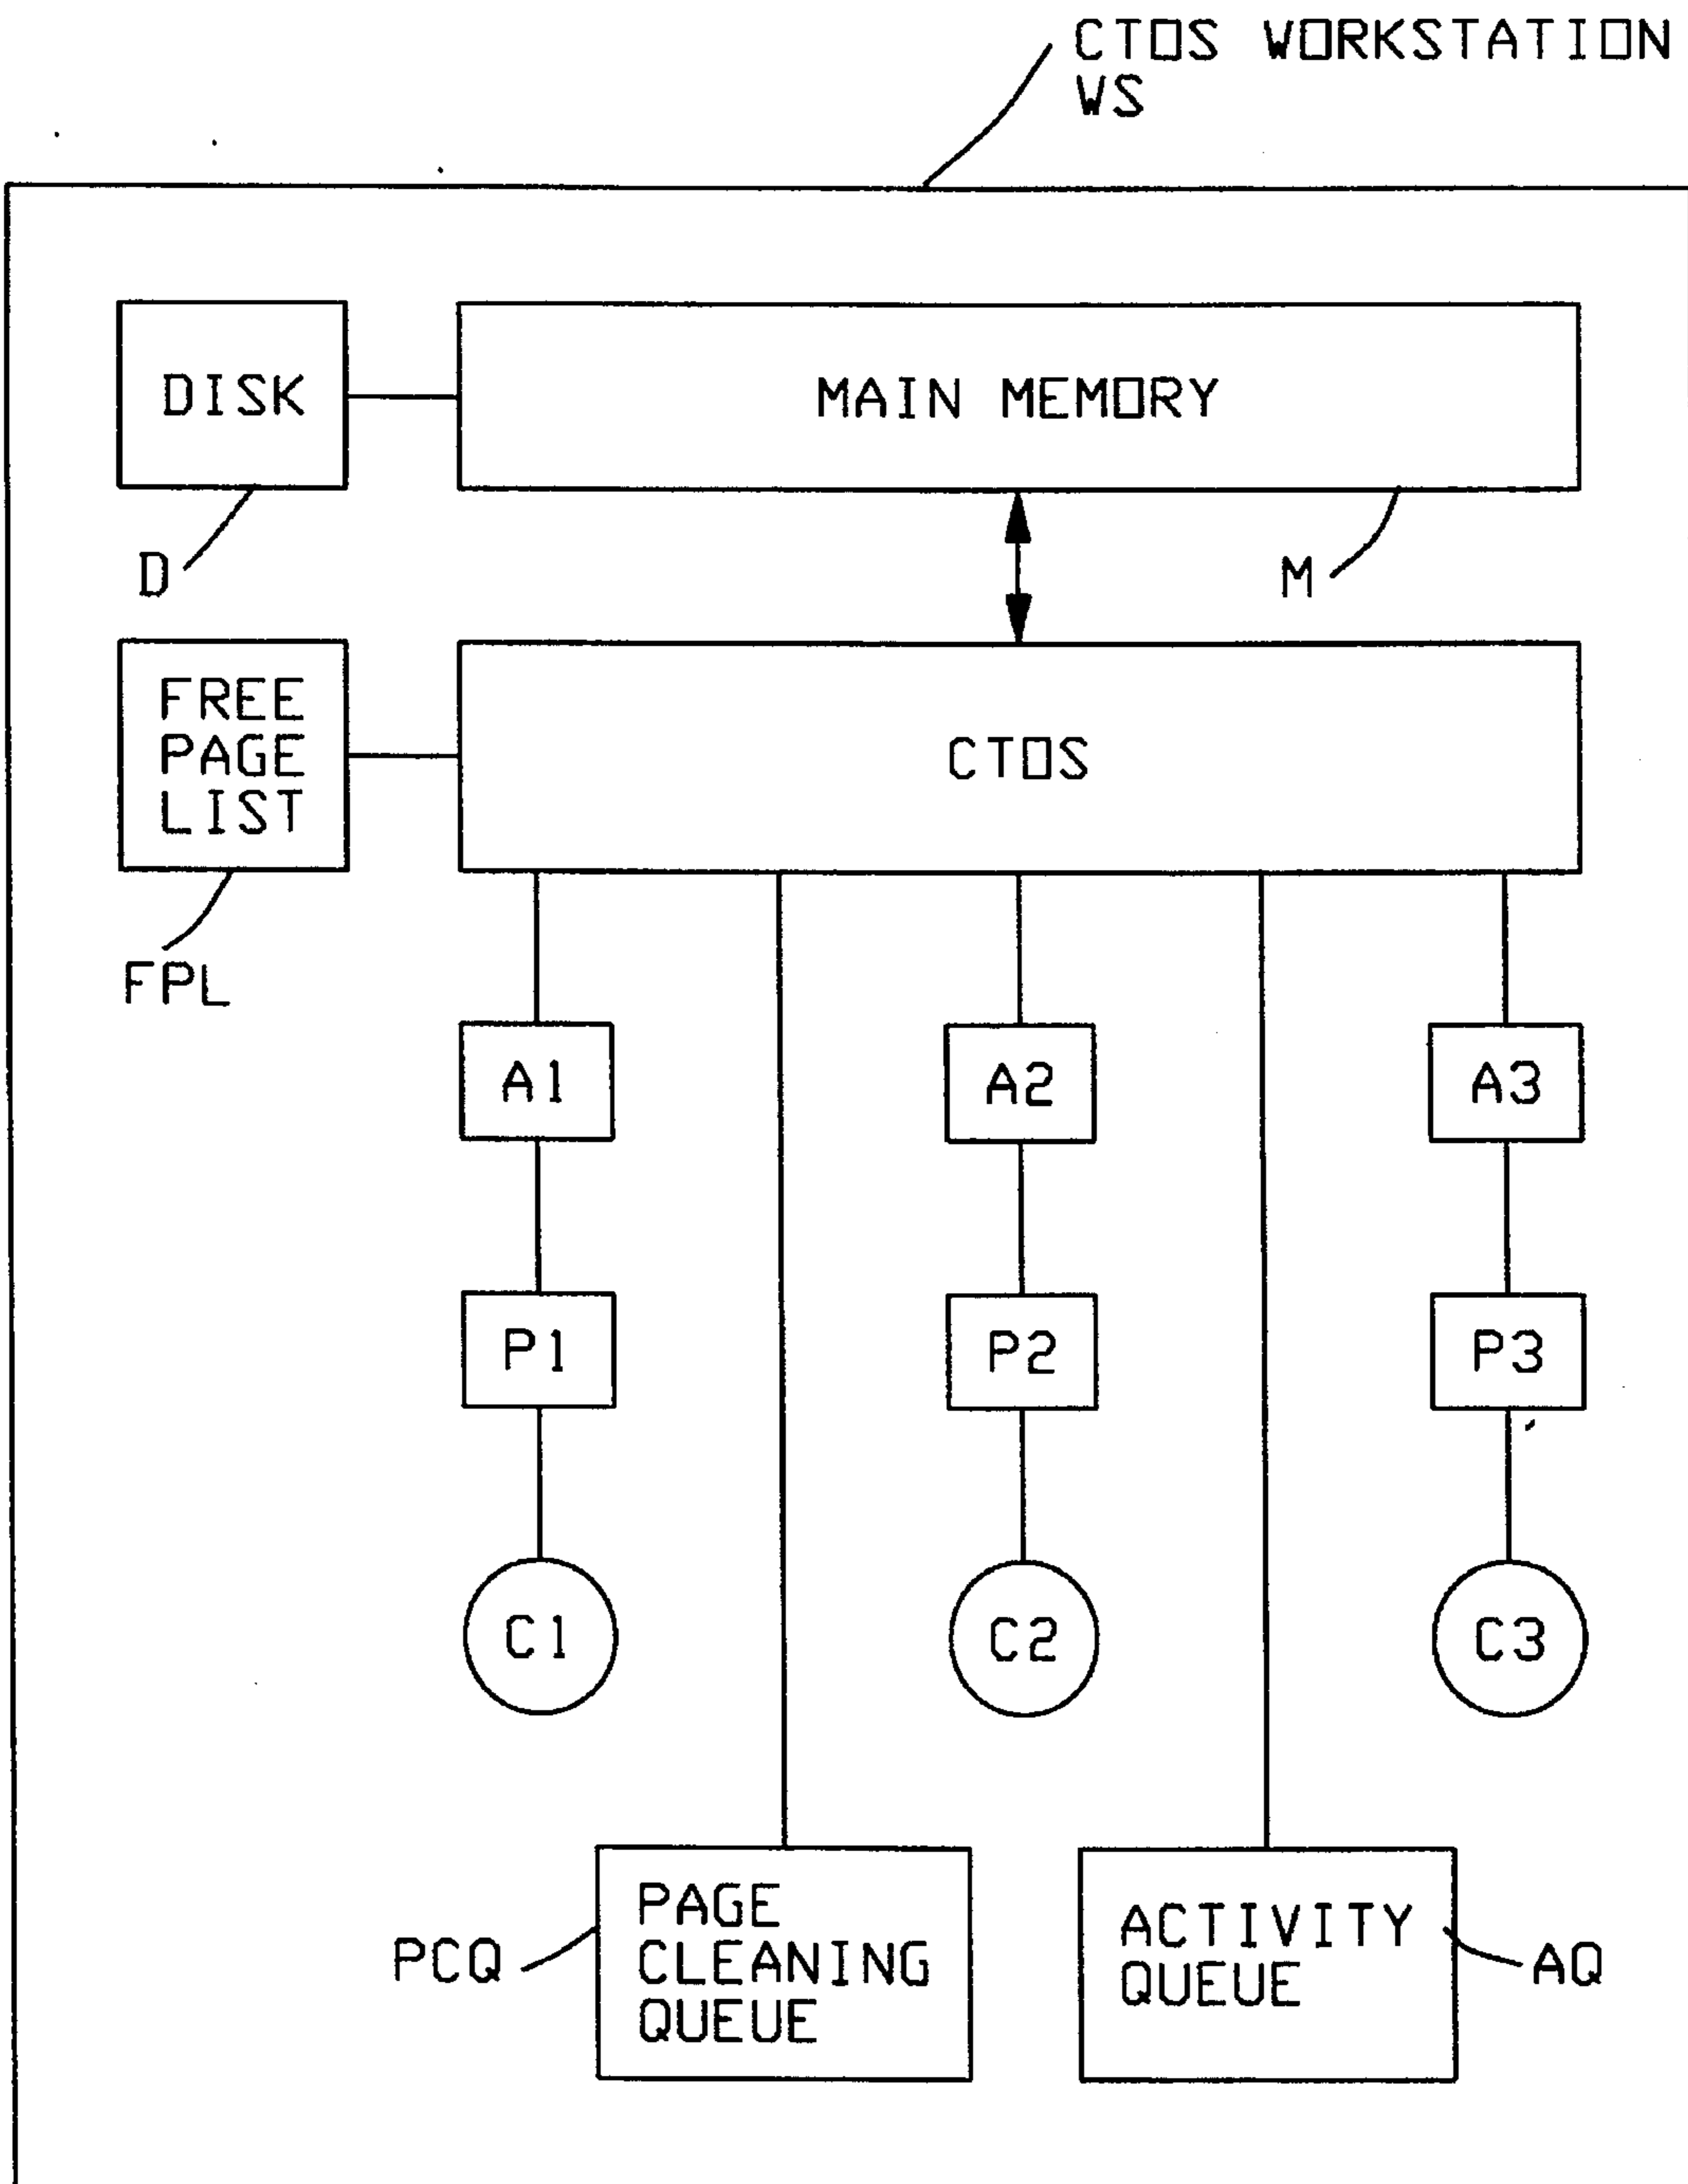 CTOS WORKSTATION
WS
DISK
MAIN MEMORY
D
M
FREE
PAGE
LIST
CTOS
FPL
A1
A2
A3
P1
P2
P3
C1
C2
C3
PCQ
PAGE
CLEANING
QUEUE
ACTIVITY
QUEUE
AQ